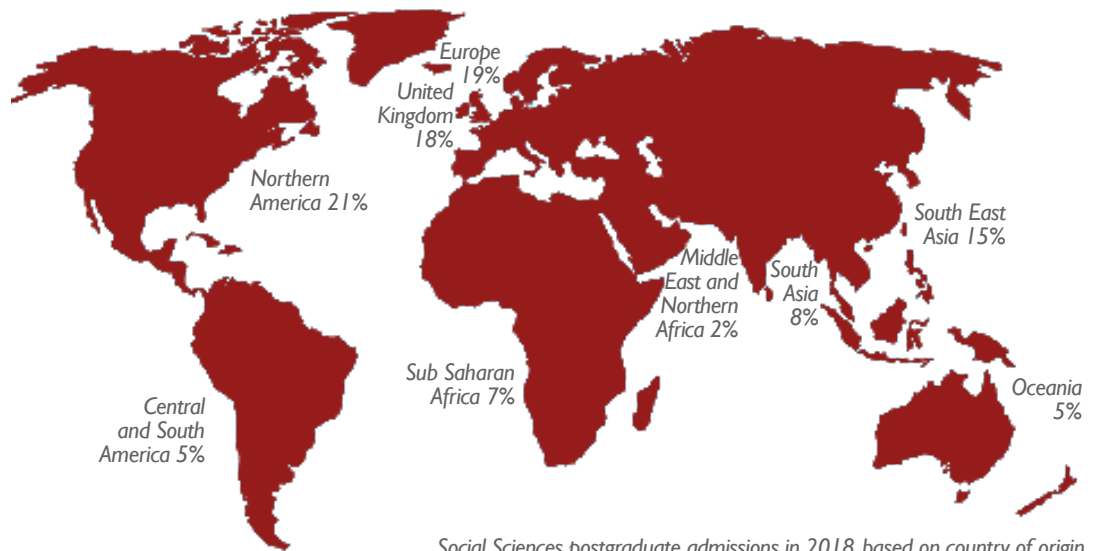 Europe
19%
United
Kingdom
18%
Northern
America 21%
South East
Asia 15%
Middle
East and
Northern
Africa 2%
South
Asia
8%
Sub Saharan
Africa 7%
Oceania
5%
Central
and South
America 5%
Social Sciences postgraduate admissions in 2018 based on country of origin